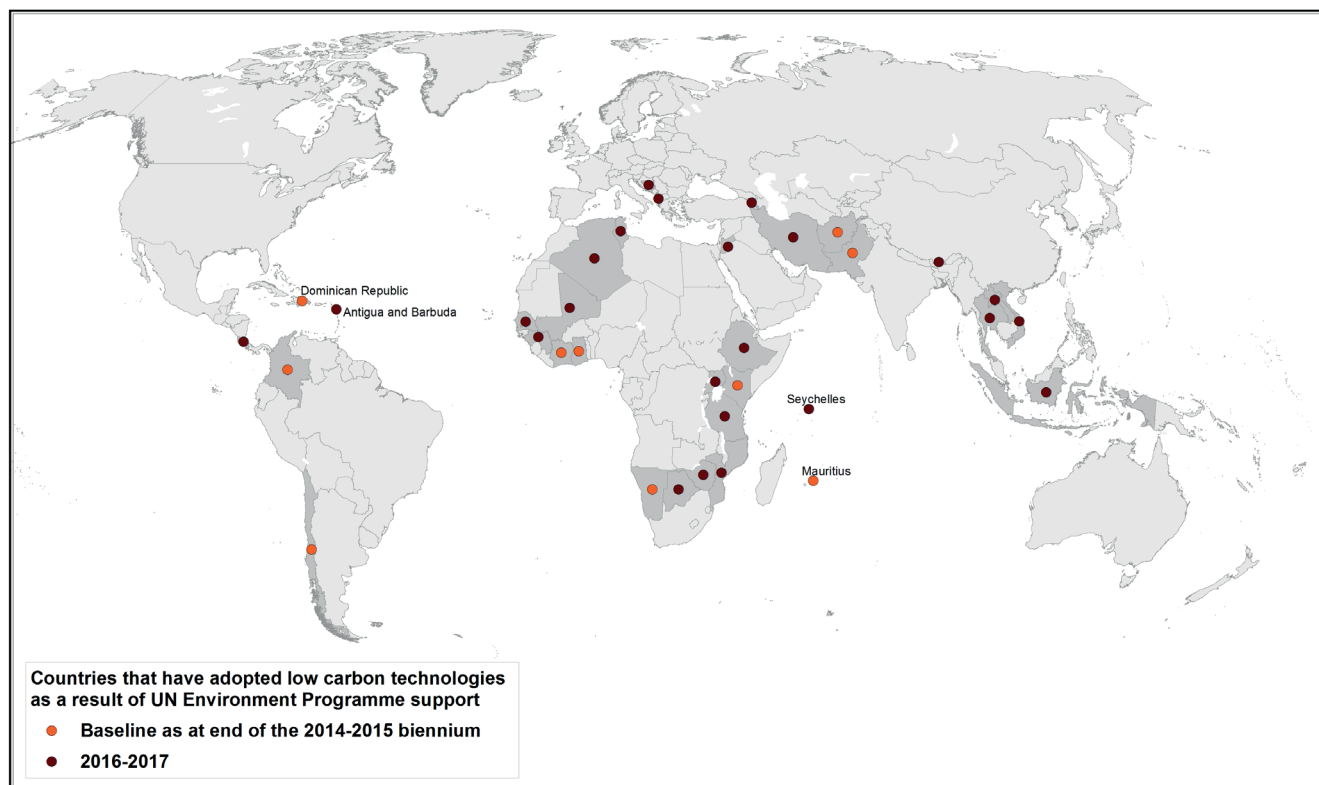 Dominican Republic
Antigua and Barbuda
Seychelles
Mauritius
Countries that have adopted low carbon technologies
as a result of UN Environment Programme support
Baseline as at end of the 2014-2015 biennium
2016-2017